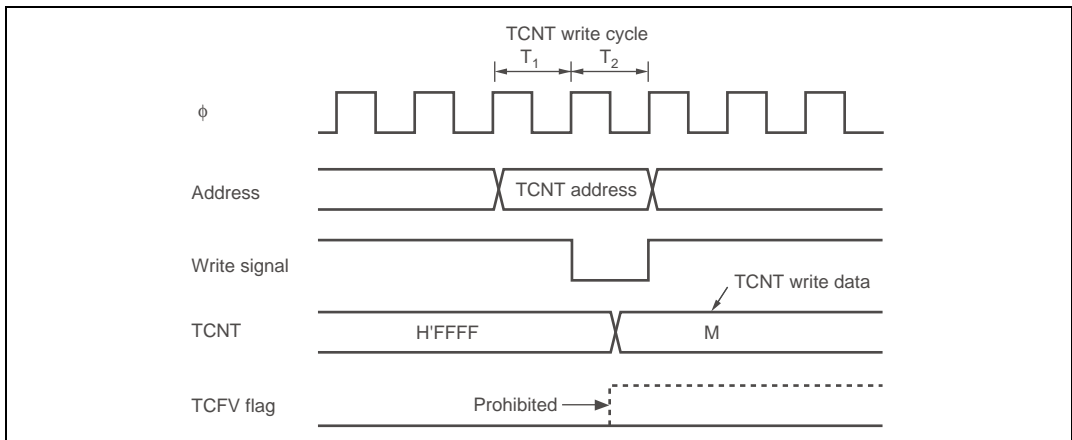 TCNT write cycle
T1 T2
ϕ
Address
TCNT address
Write signal
TCNT write data
TCNT
H'FFFF
M
TCFV flag
Prohibited